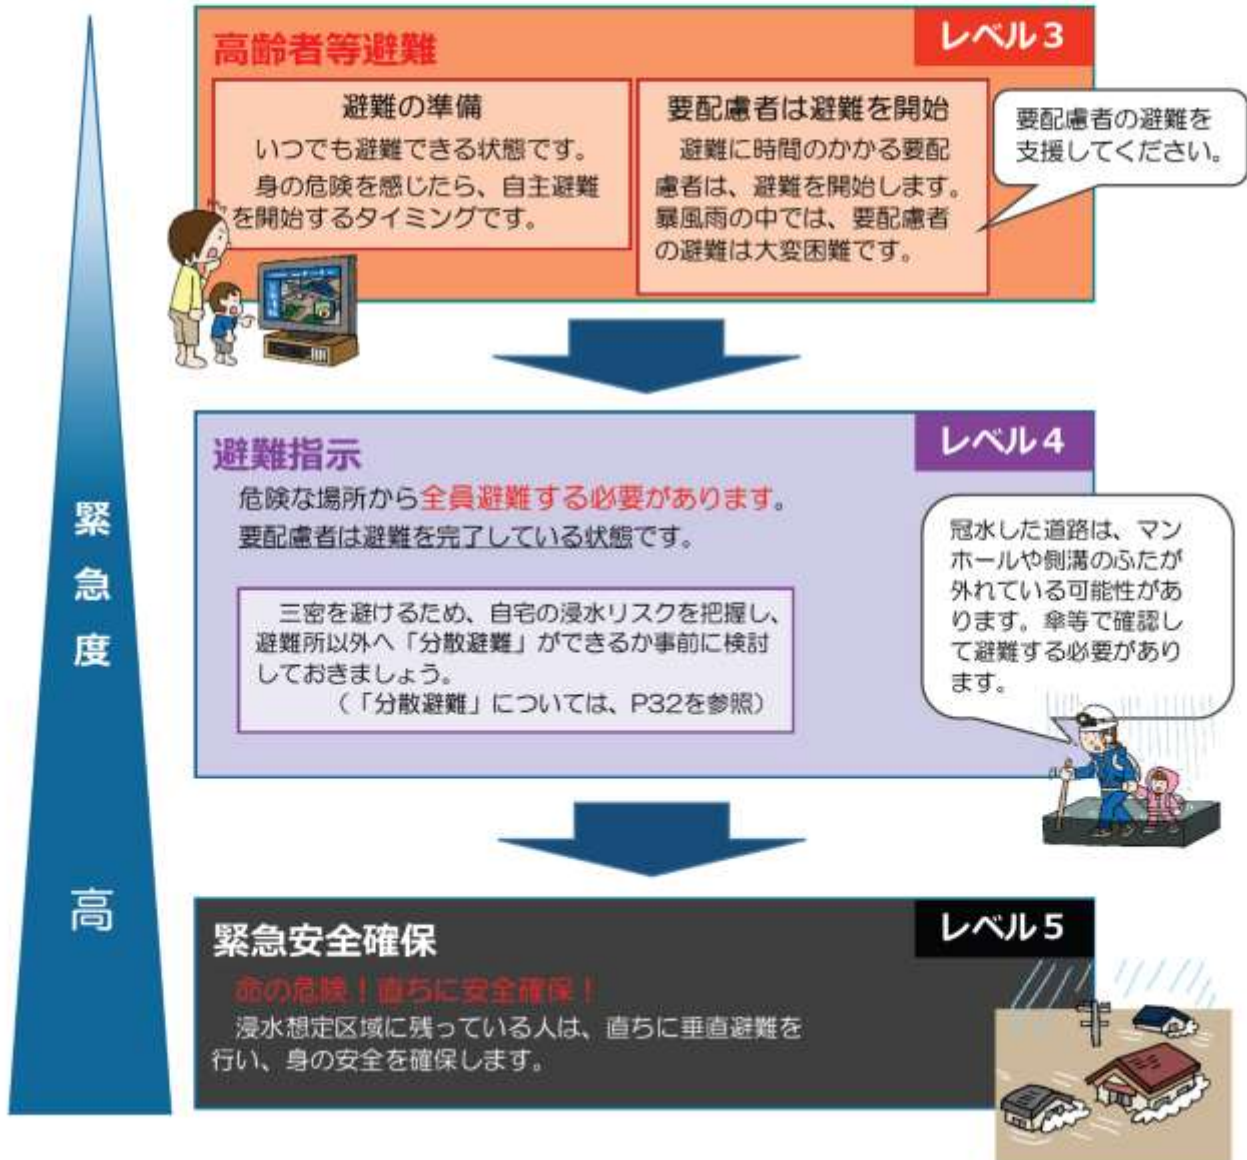 高齢者等避難
レベル3
避難の準備
いつでも避難できる状態です。
身の危険を感じたら、自主避難
を開始するタイミングです。
要配慮者は避難を開始
避難に時間のかかる要配
慮者は、避難を開始します。
暴風雨の中では、要配慮者
の避難は大変困難です。
要配慮者の避難を
支援してください。
避難指示
レベル4
危険な場所から全員避難する必要があります。
要配慮者は避難を完了している状態です。
三密を避けるため、自宅の浸水リスクを把握し、
避難所以外へ「分散避難」ができるか事前に検討
しておきましょう。
（「分散避難」については、P32を参照）
冠水した道路は、マン
ホールや側溝のふたが
外れている可能性があ
ります。傘等で確認し
て避難する必要があり
ます。
緊急安全確保
レベル5
命の危険！直ちに安全確保！
浸水想定区域に残っている人は、直ちに垂直避難を
行い、身の安全を確保します。
緊急度
高